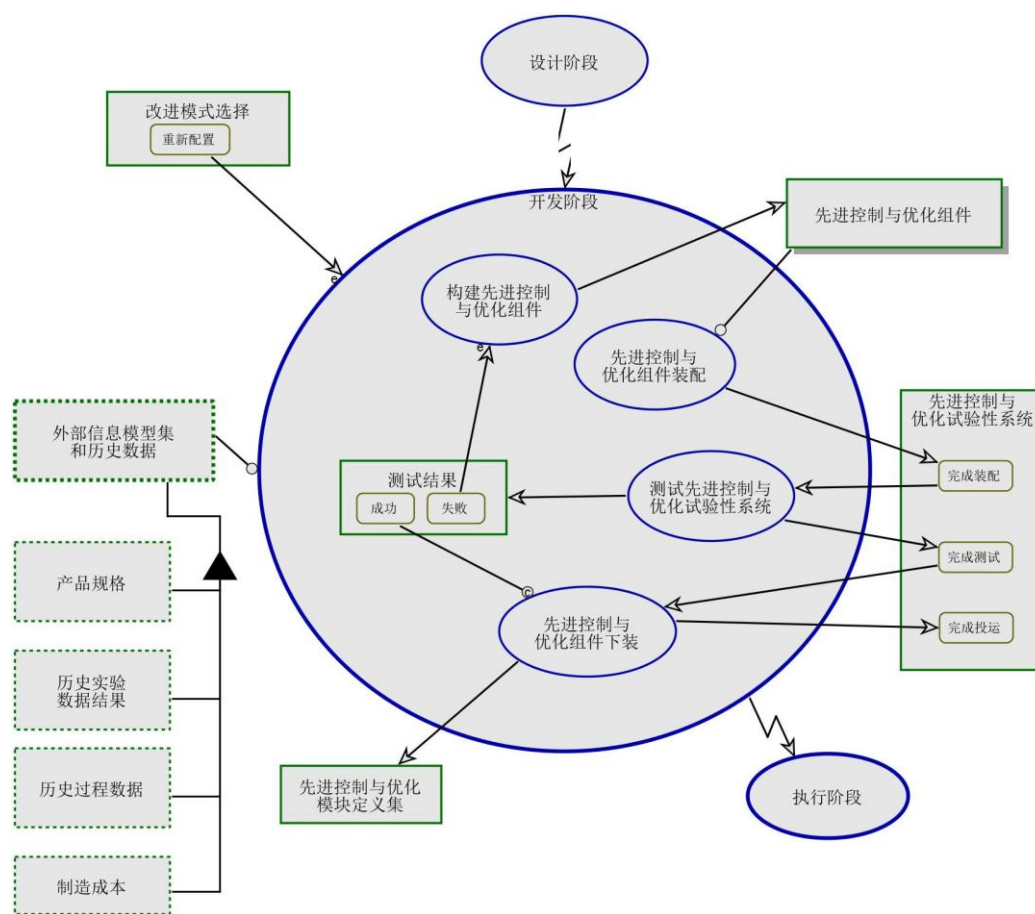 设计阶段
改进模式选择
重新配置
开发阶段
先进控制与优化组件
e
构建先进控制
与优化组件
e
先进控制与
优化组件装配
先进控制与
优化试验性系统
外部信息模型集
和历史数据
测试结果
成功
失败
测试先进控制与
优化试验性系统
完成装配
产品规格
完成测试
c
先进控制与
优化组件下装
完成投运
历史实验
数据结果
历史过程数据
先进控制与优化
模块定义集
执行阶段
制造成本